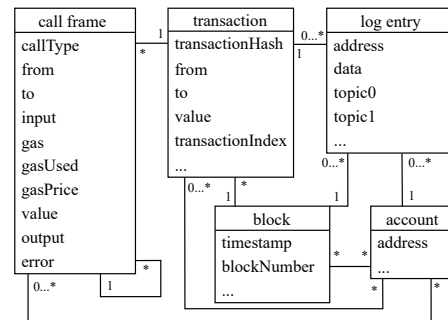 call frame
callType
from
to
input
gas
gasUsed
gasPrice
value
output
error
transaction
transactionHash
from
to
value
transactionIndex
...
log entry
address
data
topic0
topic1
...
block
timestamp
blockNumber
...
account
address
...
1
*
1
0...*
0...*
*
0...*
0...*
1
1
1
*
*
*
*
0...*
1
*